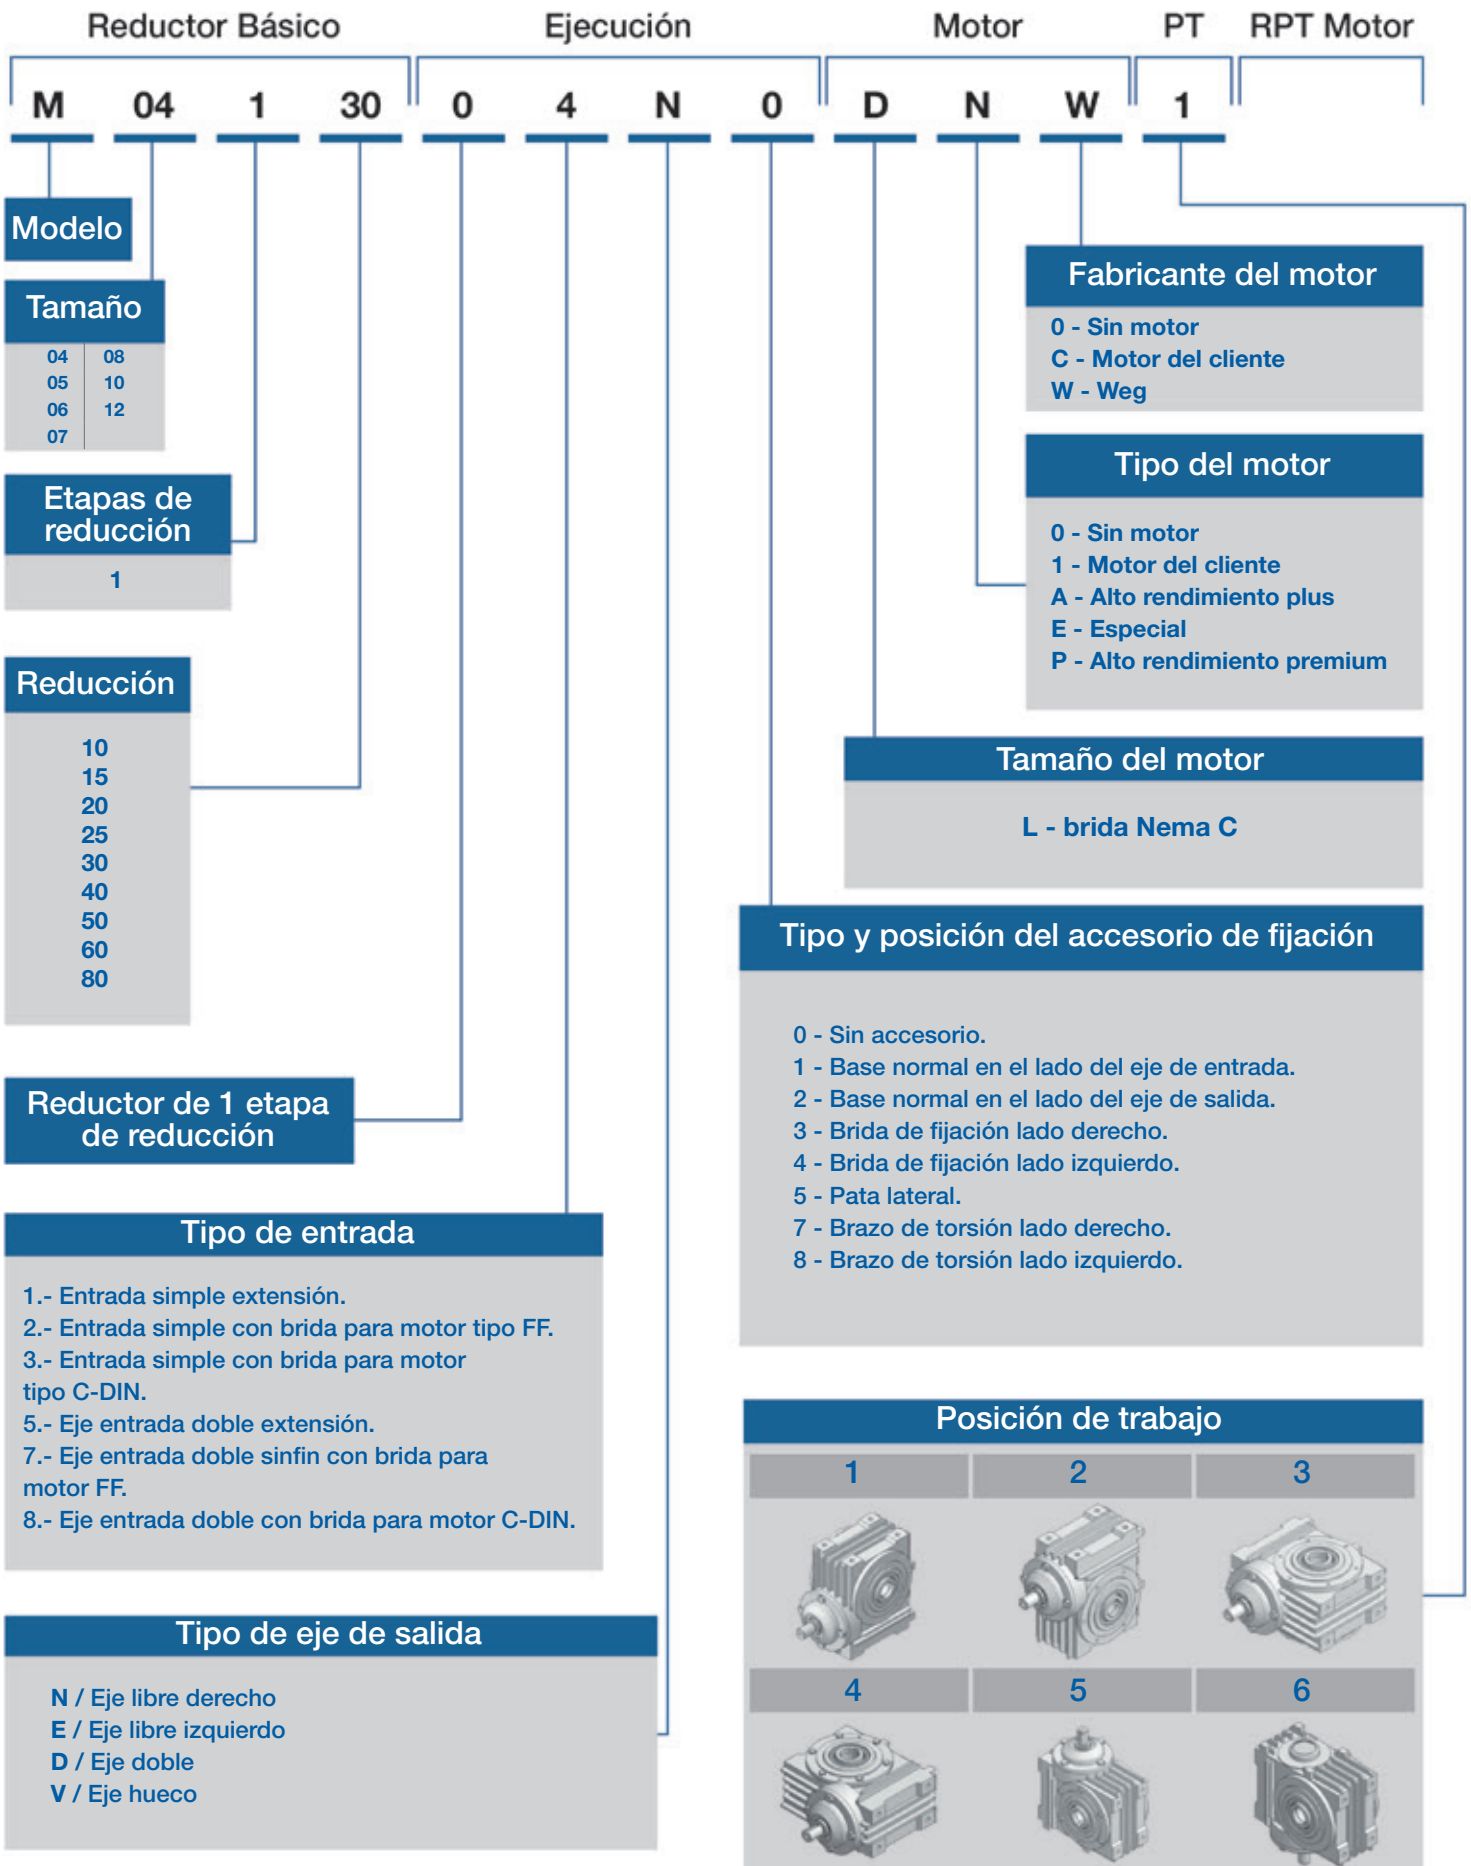 Reductor Básico Ejecución Motor PT RPT Motor
M 04 1 30 0 4 N 0 D N W 1
Modelo
Tamaño
04 08
05 10
06 12
07
Etapas de
reducción
1
Reducción
10
15
20
25
30
40
50
60
80
Reductor de 1 etapa
de reducción
Tipo de entrada
1.- Entrada simple extensión.
2.- Entrada simple con brida para motor tipo FF.
3.- Entrada simple con brida para motor
tipo C-DIN.
5.- Eje entrada doble extensión.
7.- Eje entrada doble sinfin con brida para
motor FF.
8.- Eje entrada doble con brida para motor C-DIN.
Tipo de eje de salida
N / Eje libre derecho
E / Eje libre izquierdo
D / Eje doble
V / Eje hueco
Fabricante del motor
0 - Sin motor
C - Motor del cliente
W - Weg
Tipo del motor
0 - Sin motor
1 - Motor del cliente
A - Alto rendimiento plus
E - Especial
P - Alto rendimiento premium
Tamaño del motor
L - brida Nema C
Tipo y posición del accesorio de fijación
0 - Sin accesorio.
1 - Base normal en el lado del eje de entrada.
2 - Base normal en el lado del eje de salida.
3 - Brida de fijación lado derecho.
4 - Brida de fijación lado izquierdo.
5 - Pata lateral.
7 - Brazo de torsión lado derecho.
8 - Brazo de torsión lado izquierdo.
Posición de trabajo
1 2 3
4 5 6